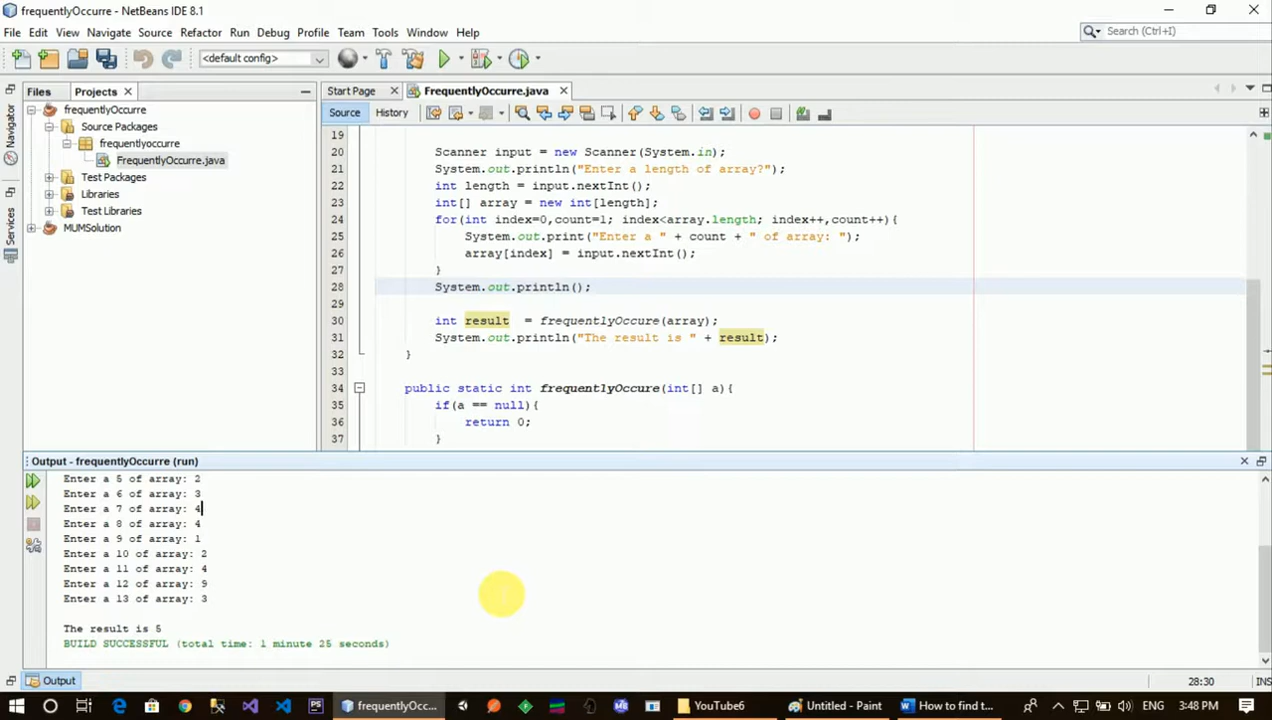 frequentlyOccurre - NetBeans IDE 8.1
File Edit View Navigate Source Refactor Run Debug Profile Team Tools Window Help
Search (Ctrl+I)
<default config>
Files Projects Start Page FrequentlyOccurre.java
Navigator
Services
frequentlyOccurre
Source Packages
frequentlyoccurre
FrequentlyOccurre.java
Test Packages
Libraries
Test Libraries
MUMSolution
Source History
19
20 Scanner input = new Scanner(System.in);
21 System.out.println("Enter a length of array?");
22 int length = input.nextInt();
23 int[] array = new int[length];
24 for(int index=0,count=1; index<array.length; index++,count++){
25 System.out.print("Enter a " + count + " of array: ");
26 array[index] = input.nextInt();
27 }
28 System.out.println();
29
30 int result = frequentlyOccure(array);
31 System.out.println("The result is " + result);
32 }
33
34 public static int frequentlyOccure(int[] a){
35 if(a == null){
36 return 0;
37 }
Output - frequentlyOccurre (run)
Enter a 5 of array: 2
Enter a 6 of array: 3
Enter a 7 of array: 4
Enter a 8 of array: 4
Enter a 9 of array: 1
Enter a 10 of array: 2
Enter a 11 of array: 4
Enter a 12 of array: 9
Enter a 13 of array: 3
The result is 5
BUILD SUCCESSFUL (total time: 1 minute 25 seconds)
Output
28:30 INS
frequentlyOcc... YouTube6 Untitled - Paint How to find t... ENG 3:48 PM